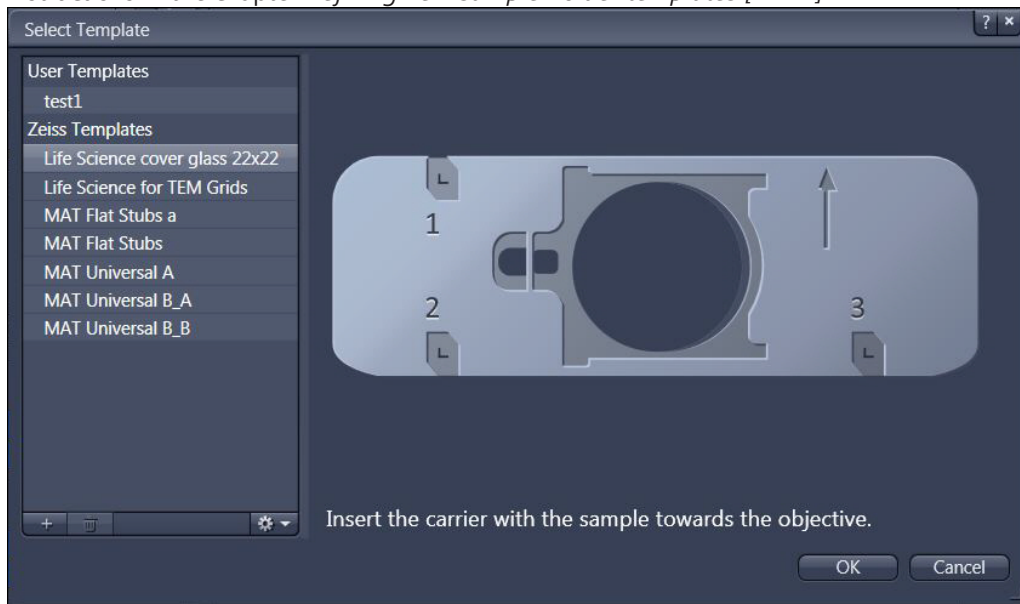 Select Template
? ×
User Templates
test1
Zeiss Templates
Life Science cover glass 22x22
Life Science for TEM Grids
MAT Flat Stubs a
MAT Flat Stubs
MAT Universal A
MAT Universal B_A
MAT Universal B_B
1
2
3
Insert the carrier with the sample towards the objective.
OK Cancel